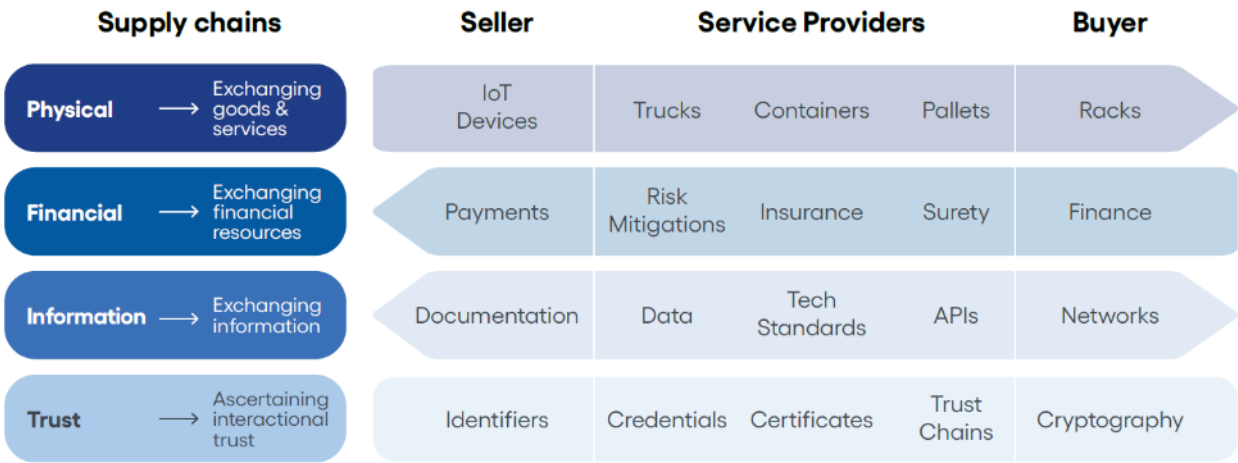 Supply chains
Seller
Service Providers
Buyer
Physical
Exchanging
goods &
services
IoT
Devices
Trucks
Containers
Pallets
Racks
Financial
Exchanging
financial
resources
Payments
Risk
Mitigations
Insurance
Surety
Finance
Information
Exchanging
information
Documentation
Data
Tech
Standards
APIs
Networks
Trust
Ascertaining
interactional
trust
Identifiers
Credentials
Certificates
Trust
Chains
Cryptography